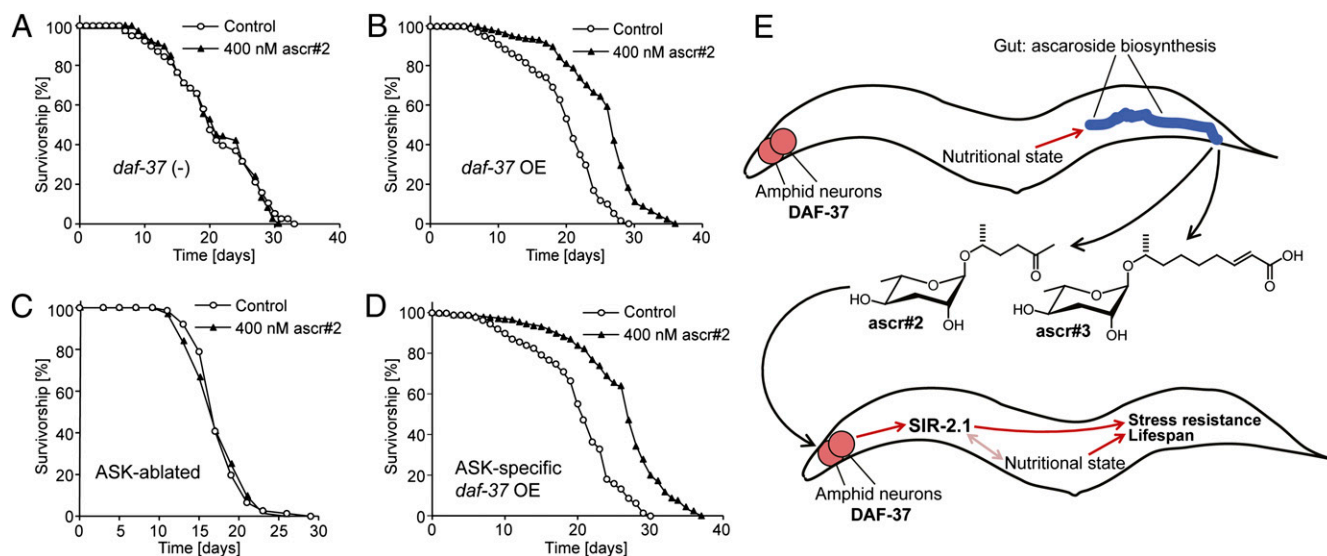 A
Control
400 nM ascr#2
Survivorship [%]
100
80
60
40
20
0
daf-37 (-)
0 10 20 30 40
Time [days]
B
Control
400 nM ascr#2
Survivorship [%]
100
80
60
40
20
0
daf-37 OE
0 10 20 30 40
Time [days]
C
Control
400 nM ascr#2
Survivorship [%]
100
80
60
40
20
0
ASK-ablated
0 5 10 15 20 25 30
Time [days]
D
Control
400 nM ascr#2
Survivorship [%]
100
80
60
40
20
0
ASK-specific
daf-37 OE
0 10 20 30 40
Time [days]
E
Gut: ascaroside biosynthesis
Nutritional state
Amphid neurons
DAF-37
O
O
O
HO
OH
ascr#2
O
O
OH
O
HO
OH
ascr#3
SIR-2.1
Stress resistance
Lifespan
Nutritional state
Amphid neurons
DAF-37